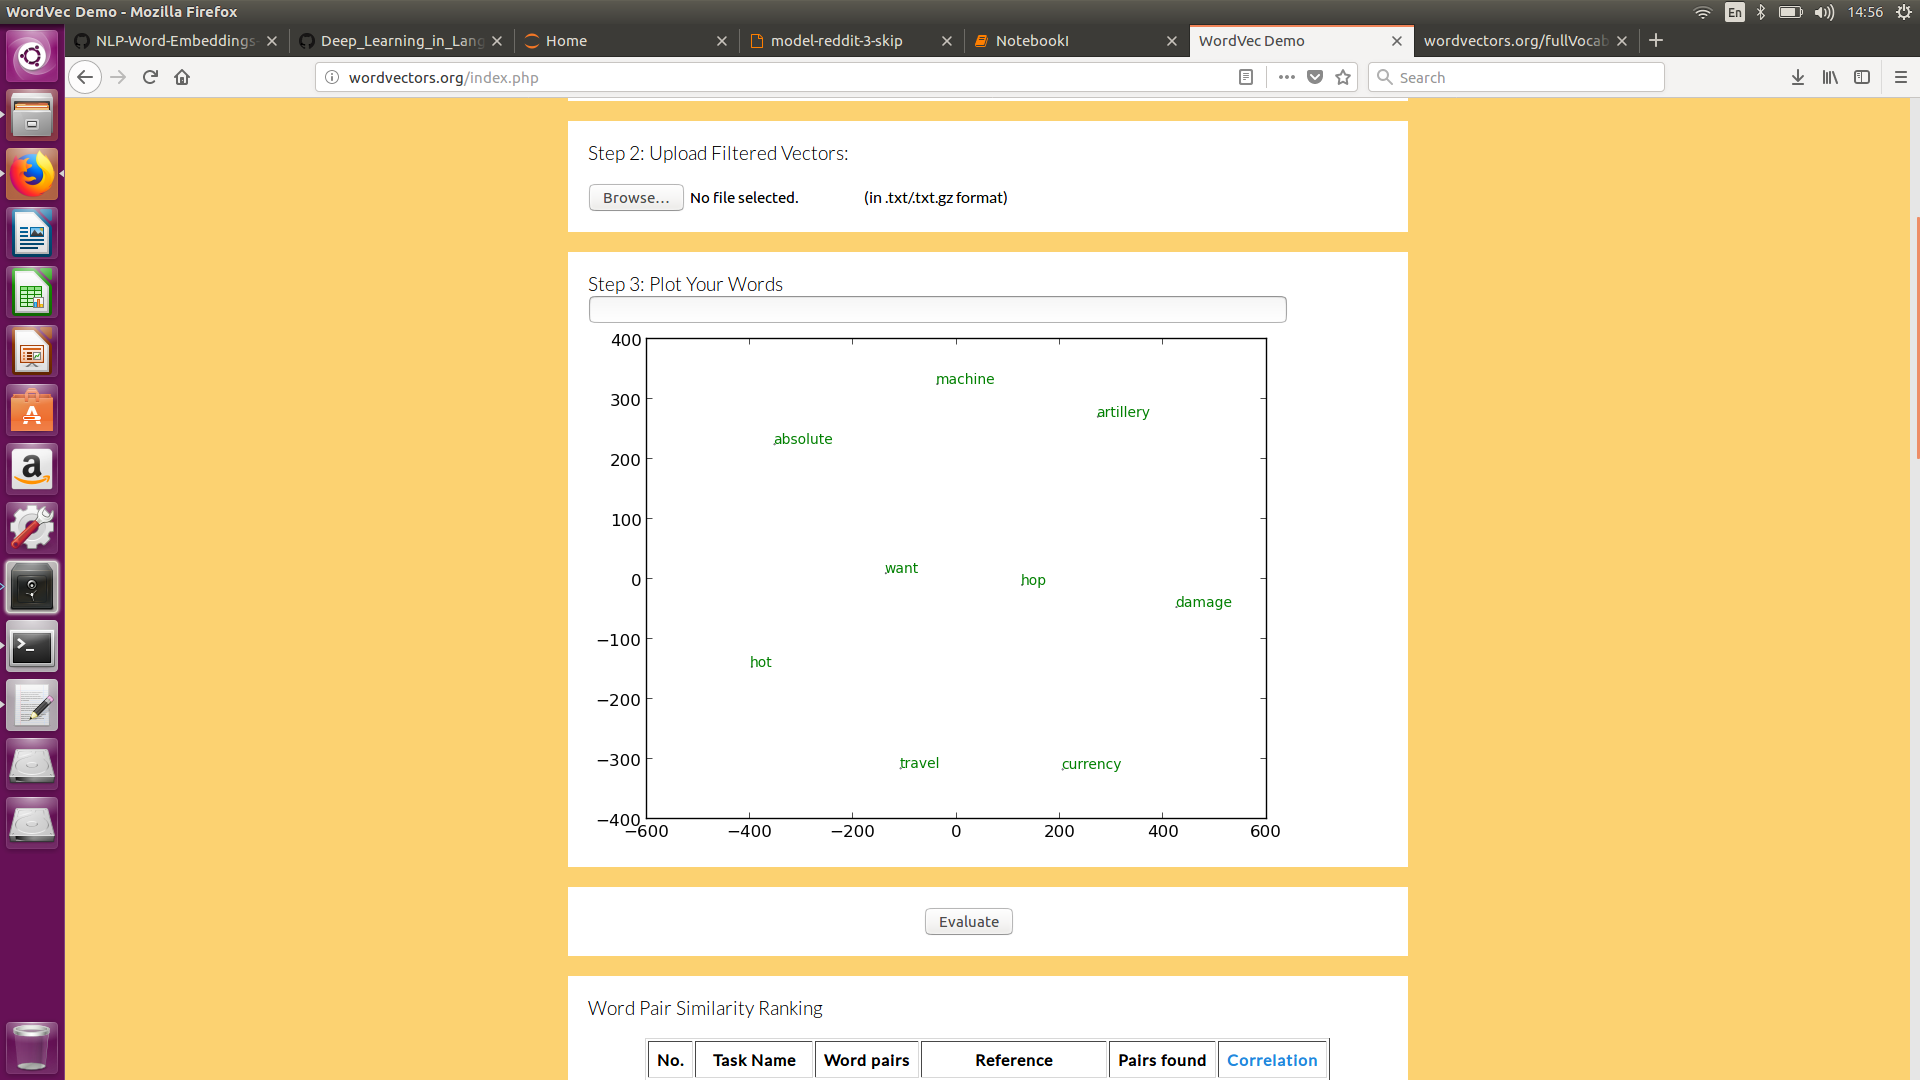 WordVec Demo - Mozilla Firefox
En
14:56
NLP-Word-Embeddings-
Deep_Learning_in_Lang
Home
model-reddit-3-skip
NotebookI
WordVec Demo
wordvectors.org/fullVocab
wordvectors.org/index.php
Search
Step 2: Upload Filtered Vectors:
Browse...
No file selected.
(in .txt/.txt.gz format)
Step 3: Plot Your Words
400
machine
300
artillery
absolute
200
100
want
0
hop
damage
−100
hot
−200
travel
−300
currency
−400
−600
−400
−200
0
200
400
600
Evaluate
Word Pair Similarity Ranking
No.
Task Name
Word pairs
Reference
Pairs found
Correlation